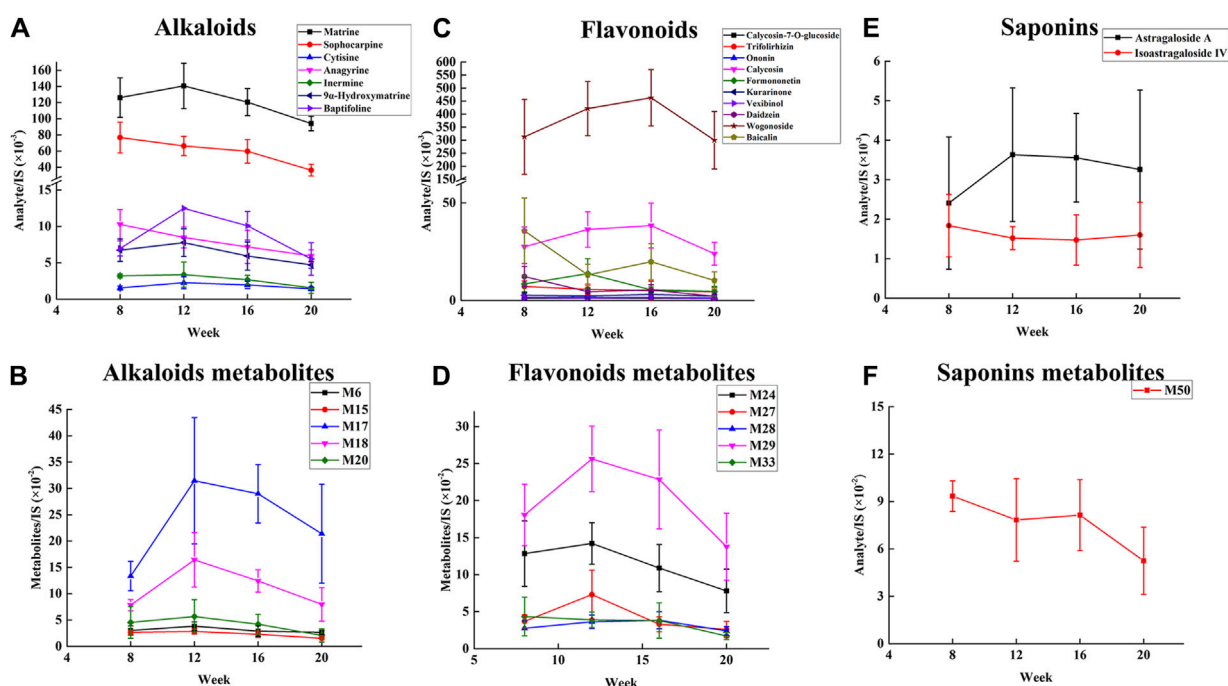 A
Alkaloids
Matrine
Sophocarpine
Cytisine
Anagyrine
Inermine
9α-Hydroxymatrine
Baptifoline
Analyte/IS (×10⁻³)
160
140
120
100
80
60
40
20
15
10
5
0
4
8
12
16
20
Week
C
Flavonoids
Calycosin-7-O-glucoside
Trifolirhizin
Ononin
Calycosin
Formononetin
Kurarinone
Vexibinol
Daidzein
Wogonoside
Baicalin
Analyte/IS (×10⁻³)
600
550
500
450
400
350
300
250
200
150
50
0
4
8
12
16
20
Week
E
Saponins
Astragaloside A
Isoastragaloside IV
Analyte/IS (×10⁻³)
6
5
4
3
2
1
0
4
8
12
16
20
Week
B
Alkaloids metabolites
M6
M15
M17
M18
M20
Metabolites/IS (×10⁻²)
45
40
35
30
25
20
15
10
5
0
4
8
12
16
20
Week
D
Flavonoids metabolites
M24
M27
M28
M29
M33
Metabolites/IS (×10⁻²)
30
25
20
15
10
5
0
5
10
15
20
Week
F
Saponins metabolites
M50
Analyte/IS (×10⁻²)
15
12
9
6
3
0
4
8
12
16
20
Week